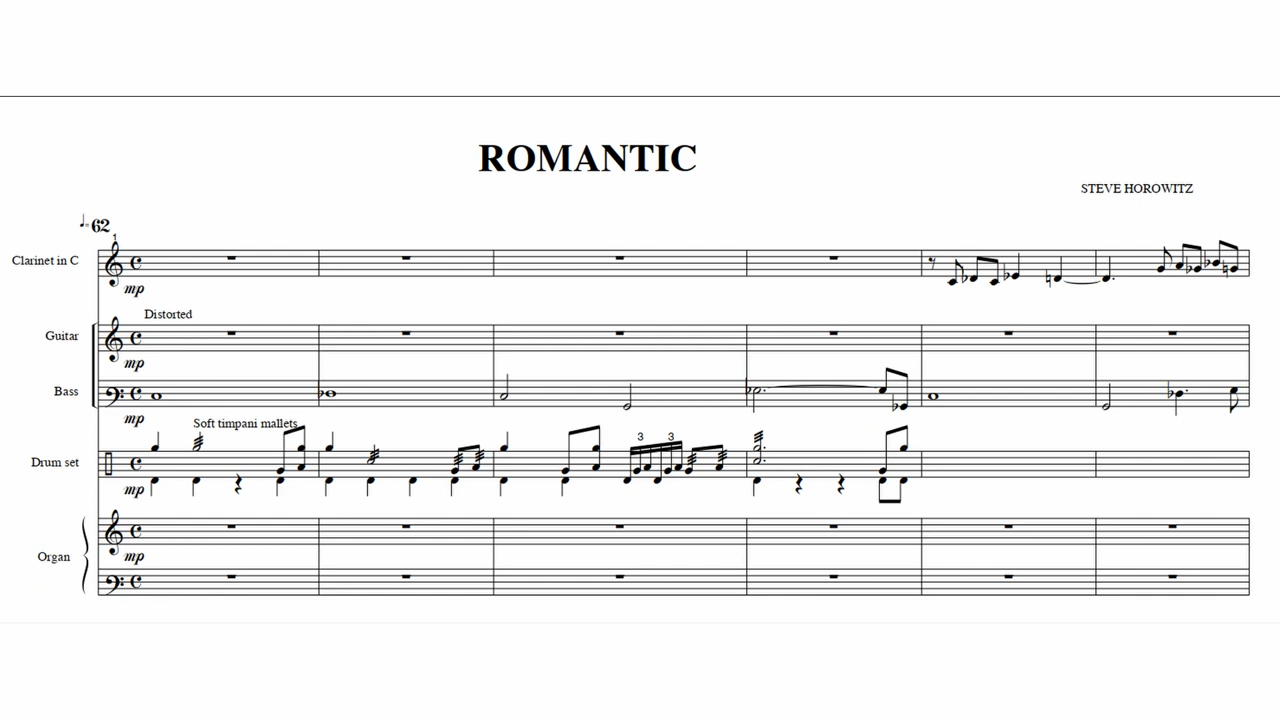 ROMANTIC
STEVE HOROWITZ
♩=62
1
Clarinet in C
mp
Distorted
Guitar
mp
Bass
mp
Soft timpani mallets
3 3
Drum set
mp
Organ
mp